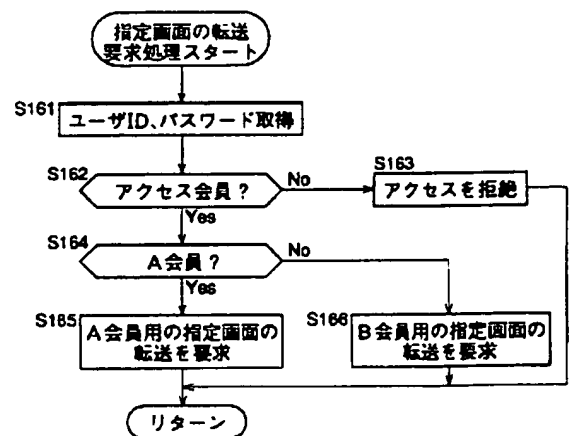 指定画面の転送
要求処理スタート
S161
ユーザID、パスワード取得
S162
アクセス会員?
No
S163
アクセスを拒絶
Yes
S164
A会員?
No
Yes
S165
A会員用の指定画面の
転送を要求
S166
B会員用の指定画面の
転送を要求
リターン